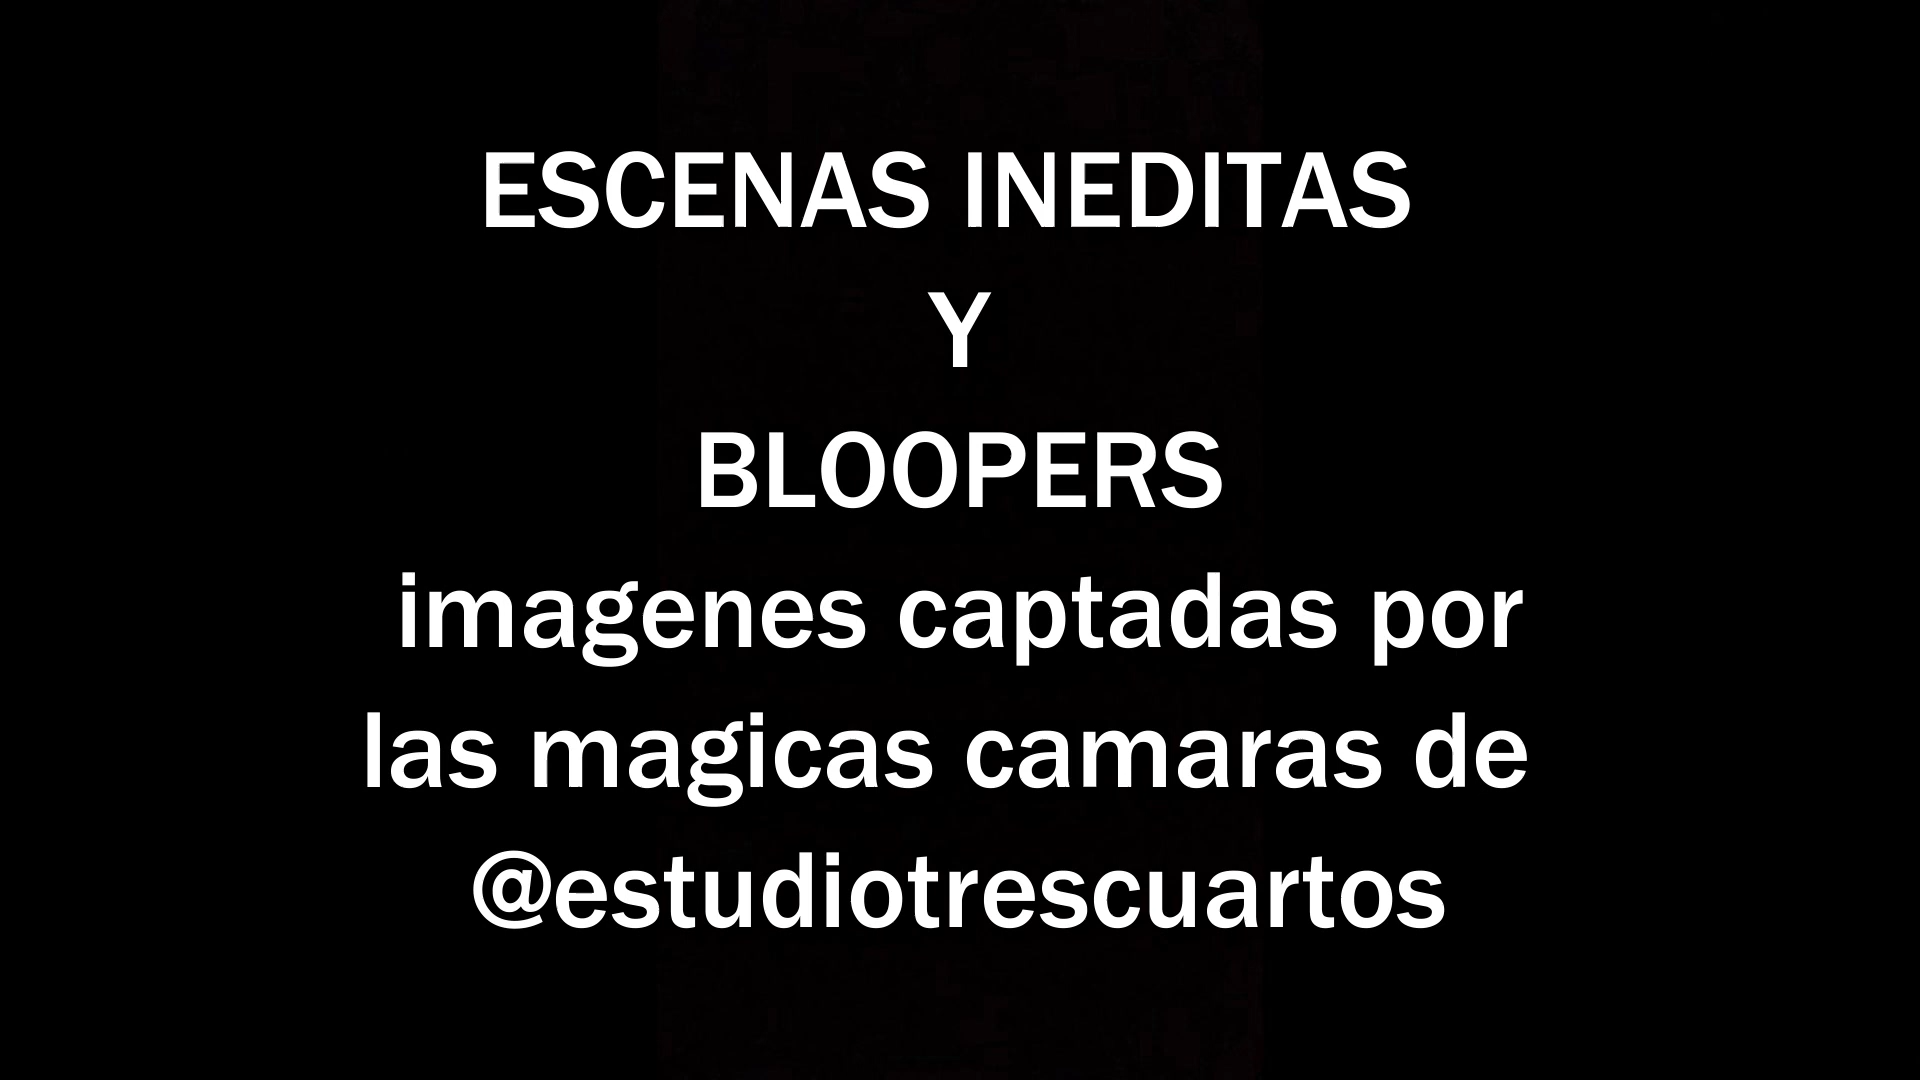 ESCENAS INEDITAS
Y
BLOOPERS
imagenes captadas por
las magicas camaras de
@estudiotrescuartos